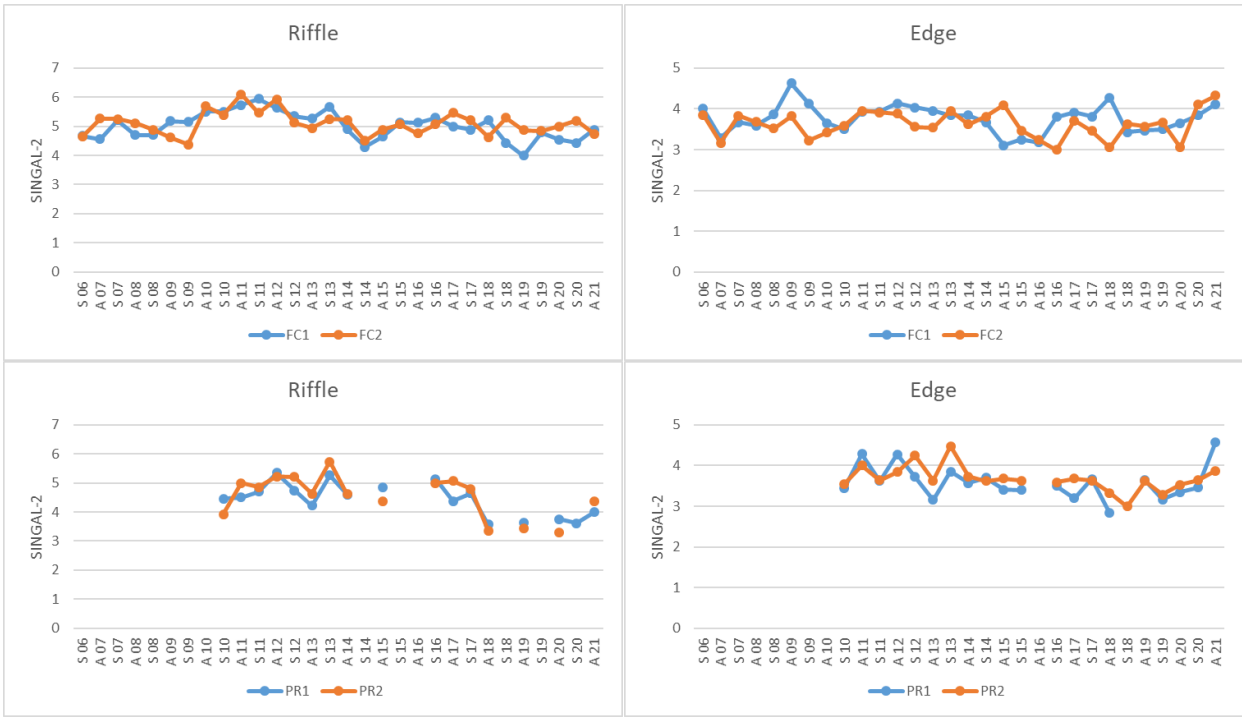 Riffle
7
6
5
4
3
2
1
0
SINGAL-2
S 06
A 07
S 07
A 08
S 08
A 09
S 09
A 10
S 10
A 11
S 11
A 12
S 12
A 13
S 13
A 14
S 14
A 15
S 15
A 16
S 16
A 17
S 17
A 18
S 18
A 19
S 19
A 20
S 20
A 21
FC1 FC2
Edge
5
4
3
2
1
0
SINGAL-2
S 06
A 07
S 07
A 08
S 08
A 09
S 09
A 10
S 10
A 11
S 11
A 12
S 12
A 13
S 13
A 14
S 14
A 15
S 15
A 16
S 16
A 17
S 17
A 18
S 18
A 19
S 19
A 20
S 20
A 21
FC1 FC2
Riffle
7
6
5
4
3
2
1
0
SINGAL-2
S 06
A 07
S 07
A 08
S 08
A 09
S 09
A 10
S 10
A 11
S 11
A 12
S 12
A 13
S 13
A 14
S 14
A 15
S 15
A 16
S 16
A 17
S 17
A 18
S 18
A 19
S 19
A 20
S 20
A 21
PR1 PR2
Edge
5
4
3
2
1
0
SINGAL-2
S 06
A 07
S 07
A 08
S 08
A 09
S 09
A 10
S 10
A 11
S 11
A 12
S 12
A 13
S 13
A 14
S 14
A 15
S 15
A 16
S 16
A 17
S 17
A 18
S 18
A 19
S 19
A 20
S 20
A 21
PR1 PR2